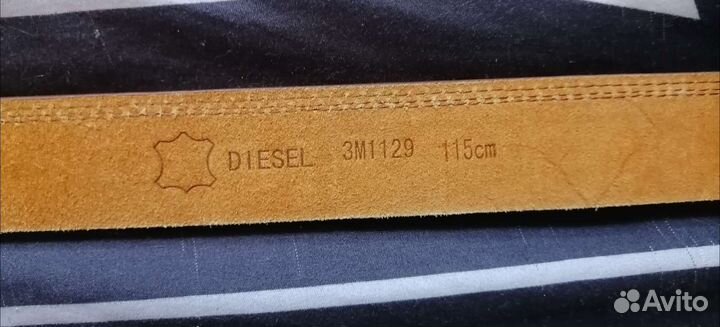 DIESEL 3M1129 115cm
Avito